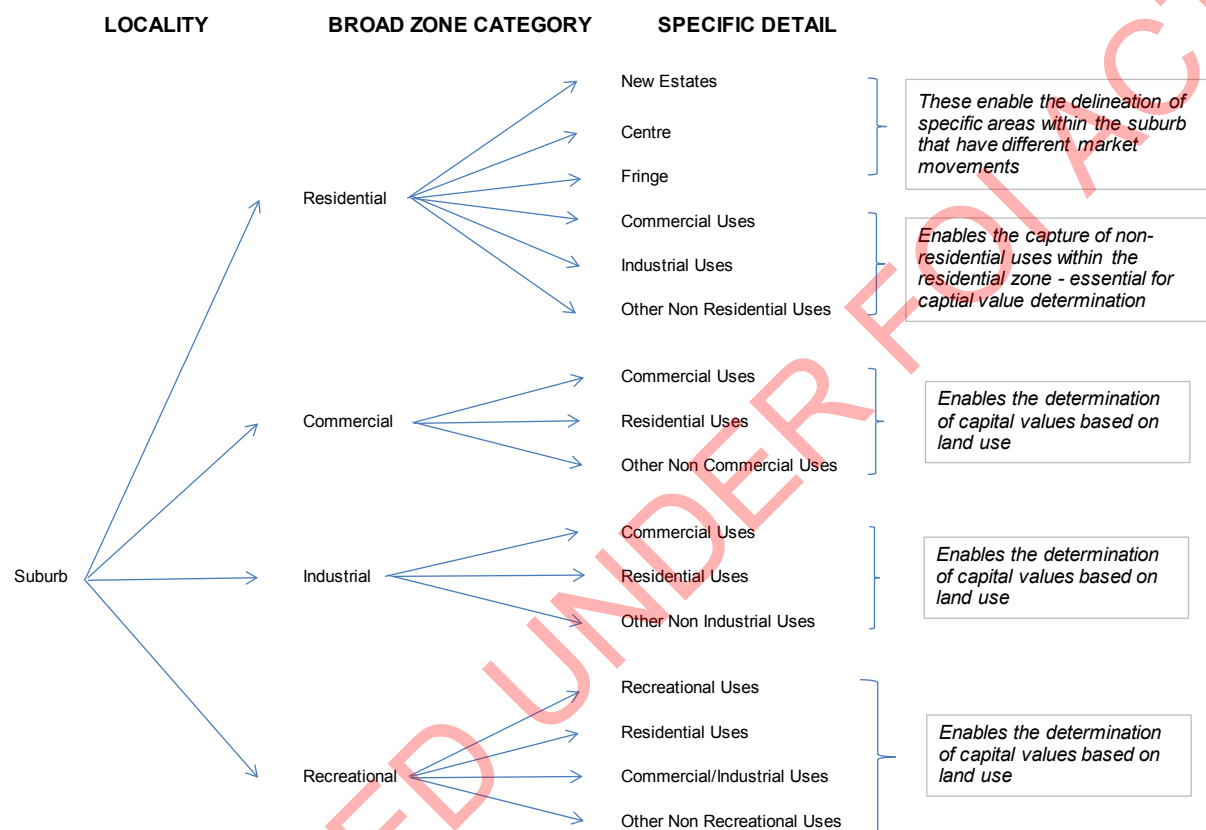 LOCALITY BROAD ZONE CATEGORY SPECIFIC DETAIL
New Estates
Centre
Fringe
These enable the delineation of
specific areas within the suburb
that have different market
movements
Residential
Commercial Uses
Industrial Uses
Other Non Residential Uses
Enables the capture of non-
residential uses within the
residential zone - essential for
captial value determination
Commercial
Commercial Uses
Residential Uses
Other Non Commercial Uses
Enables the determination
of capital values based on
land use
Suburb
Industrial
Commercial Uses
Residential Uses
Other Non Industrial Uses
Enables the determination
of capital values based on
land use
Recreational
Recreational Uses
Residential Uses
Commercial/Industrial Uses
Other Non Recreational Uses
Enables the determination
of capital values based on
land use
ED UNDER FOI ACT